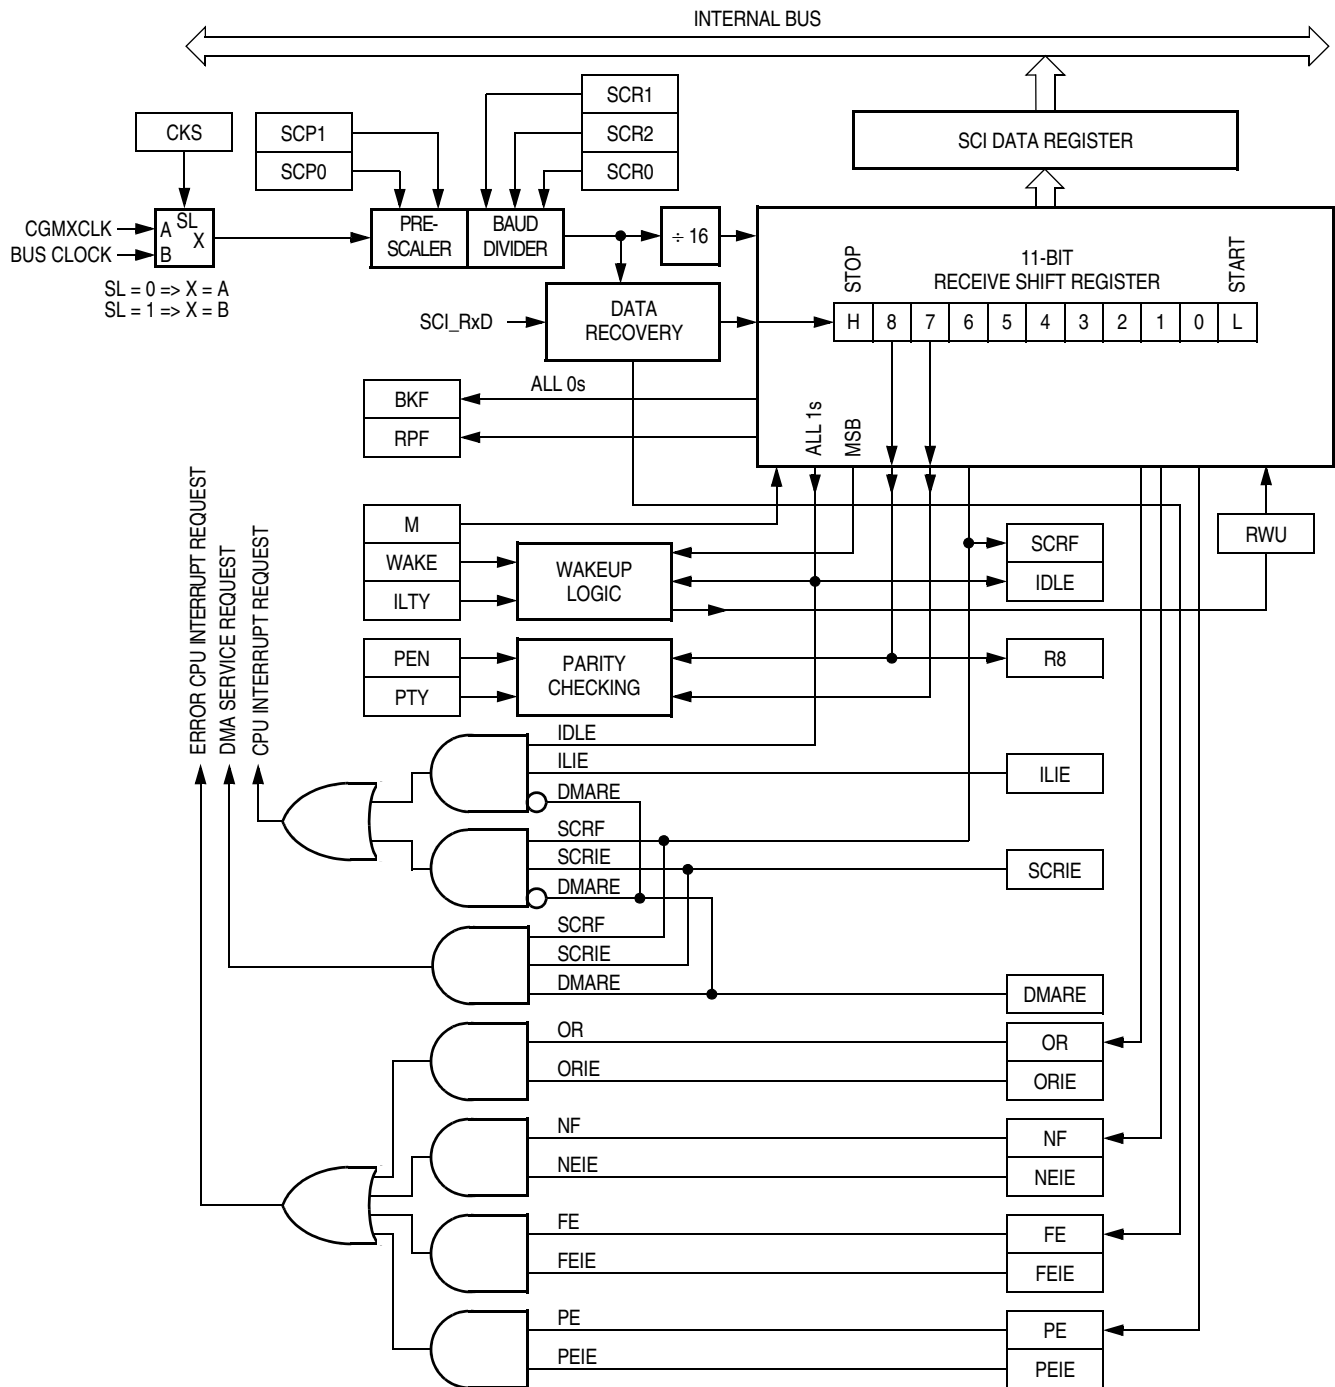 INTERNAL BUS
SCR1
SCR2
SCR0
CKS
SCP1
SCP0
SCI DATA REGISTER
CGMXCLK
BUS CLOCK
A
SL
X
B
SL = 0 => X = A
SL = 1 => X = B
PRE-
SCALER
BAUD
DIVIDER
÷ 16
STOP
11-BIT
RECEIVE SHIFT REGISTER
START
SCI_RxD
DATA
RECOVERY
H 8 7 6 5 4 3 2 1 0 L
ALL 0s
BKF
RPF
ALL 1s
MSB
ERROR CPU INTERRUPT REQUEST
DMA SERVICE REQUEST
CPU INTERRUPT REQUEST
M
WAKE
ILTY
WAKEUP
LOGIC
SCRF
IDLE
RWU
PEN
PTY
PARITY
CHECKING
R8
IDLE
ILIE
DMARE
ILIE
SCRF
SCRIE
DMARE
SCRIE
SCRF
SCRIE
DMARE
DMARE
OR
ORIE
OR
ORIE
NF
NEIE
NF
NEIE
FE
FEIE
FE
FEIE
PE
PEIE
PE
PEIE